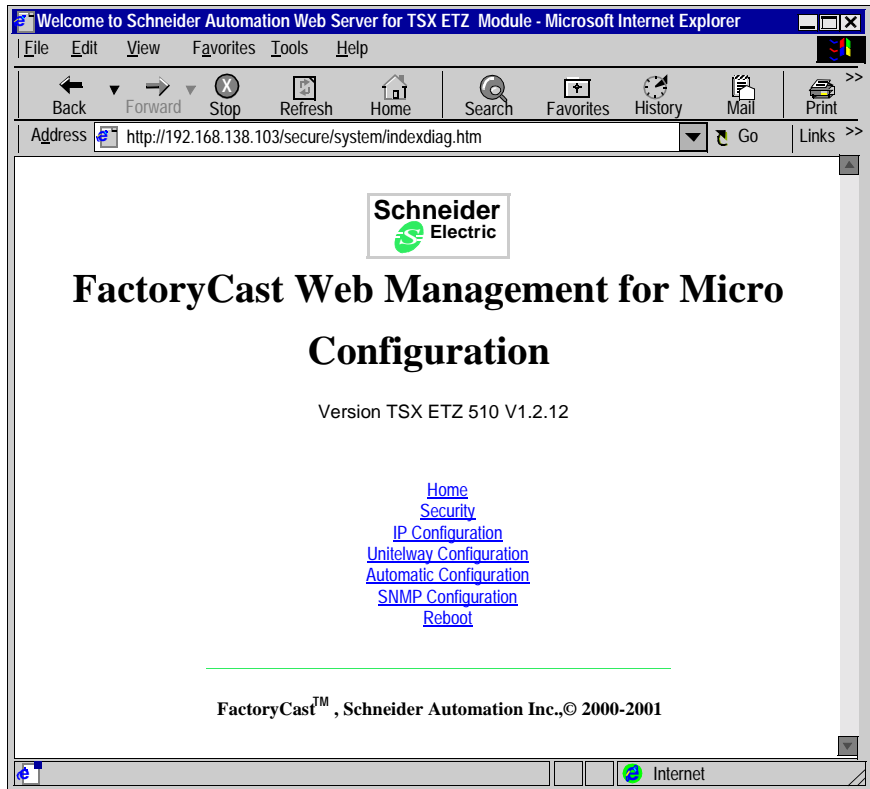 Welcome to Schneider Automation Web Server for TSX ETZ Module - Microsoft Internet Explorer
File Edit View Favorites Tools Help
Back Forward Stop Refresh Home Search Favorites History Mail Print >>
Address http://192.168.138.103/secure/system/indexdiag.htm Go Links >>
Schneider
Electric
FactoryCast Web Management for Micro
Configuration
Version TSX ETZ 510 V1.2.12
Home
Security
IP Configuration
Unitelway Configuration
Automatic Configuration
SNMP Configuration
Reboot
FactoryCast™ , Schneider Automation Inc.,© 2000-2001
Internet